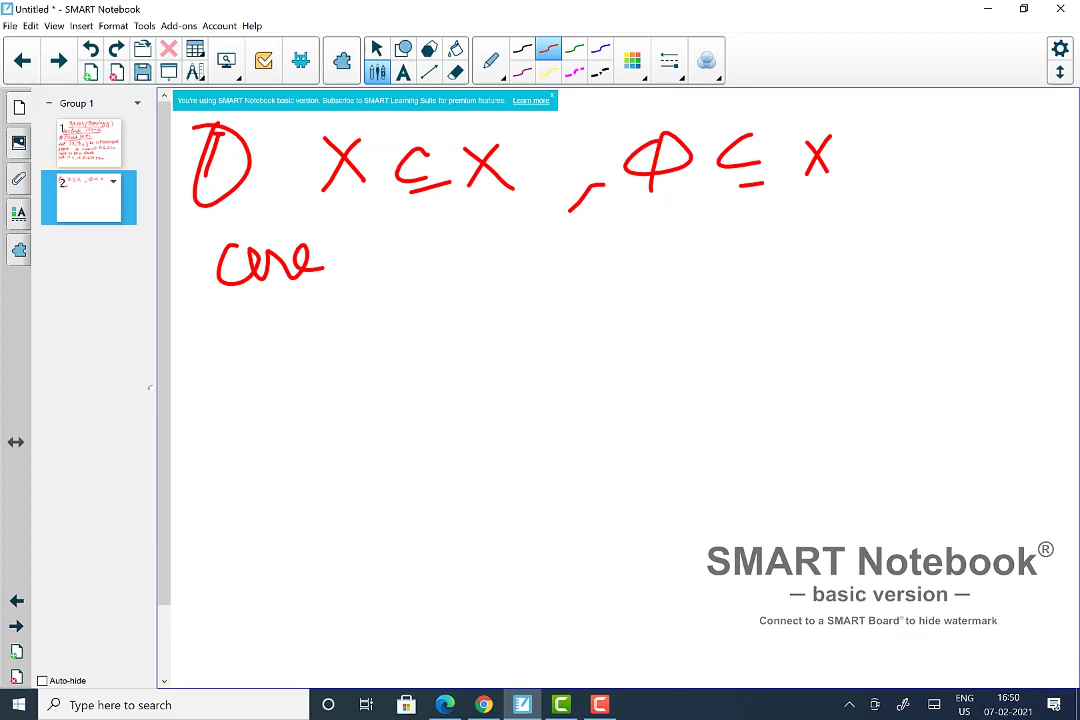 Untitled * - SMART Notebook
File Edit View Insert Format Tools Add-ons Account Help
You're using SMART Notebook basic version. Subscribe to SMART Learning Suite for premium features. Learn more x
Group 1
① X ⊆ X , Φ ⊆ X
are
SMART Notebook®
— basic version —
Connect to a SMART Board® to hide watermark
Auto-hide
Type here to search
ENG
US
16:50
07-02-2021